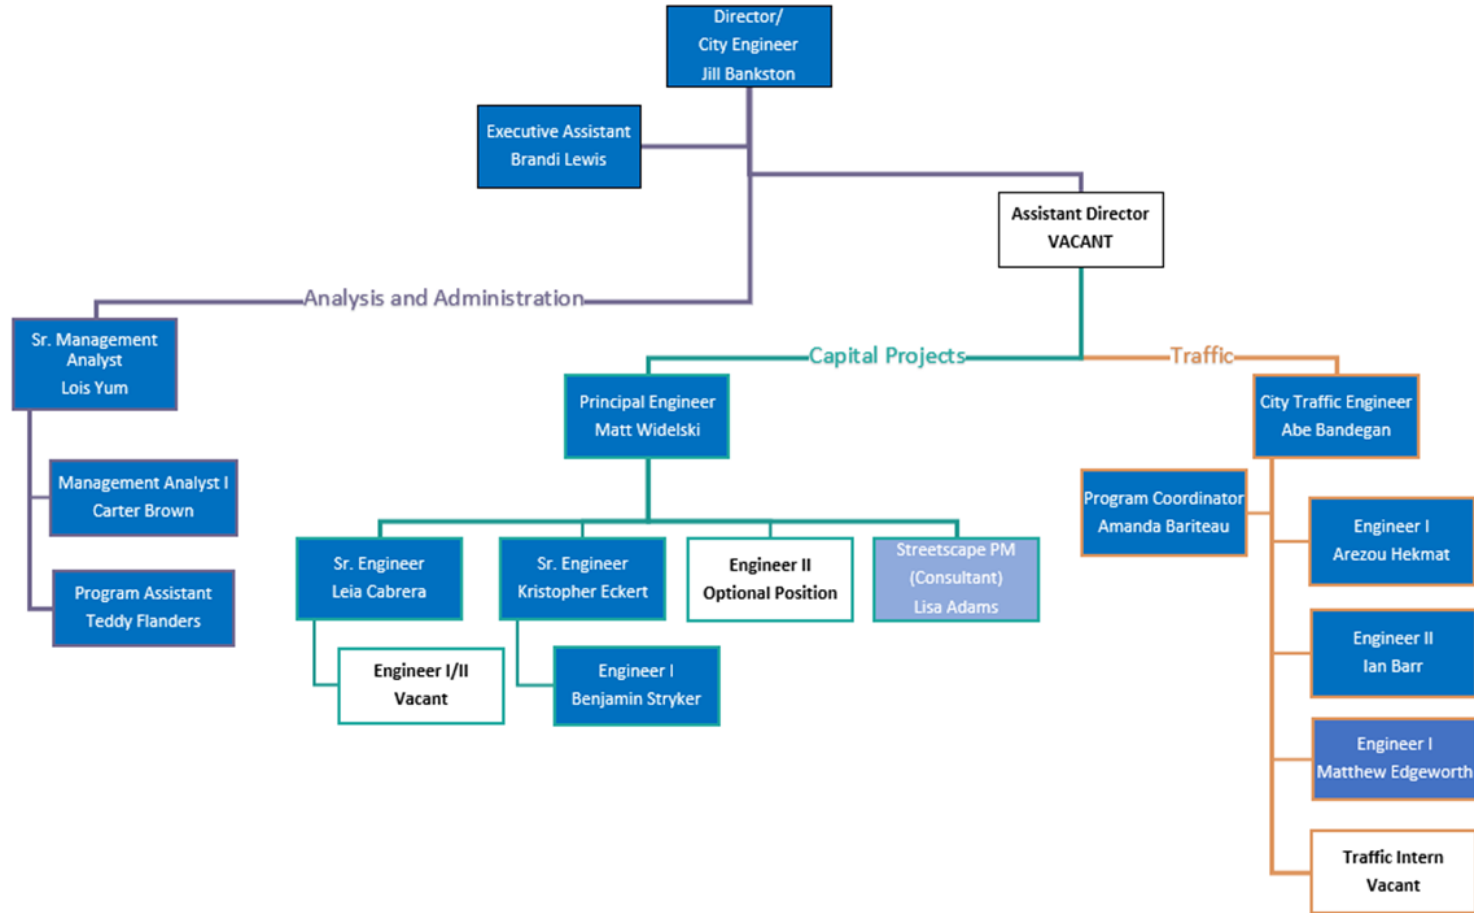 Director/
City Engineer
Jill Bankston
Executive Assistant
Brandi Lewis
Assistant Director
VACANT
Analysis and Administration
Sr. Management
Analyst
Lois Yum
Management Analyst I
Carter Brown
Program Assistant
Teddy Flanders
Capital Projects
Principal Engineer
Matt Widelski
Sr. Engineer
Leia Cabrera
Engineer I/II
Vacant
Sr. Engineer
Kristopher Eckert
Engineer I
Benjamin Stryker
Engineer II
Optional Position
Streetscape PM
(Consultant)
Lisa Adams
Traffic
City Traffic Engineer
Abe Bandegan
Program Coordinator
Amanda Bariteau
Engineer I
Arezou Hekmat
Engineer II
Ian Barr
Engineer I
Matthew Edgeworth
Traffic Intern
Vacant